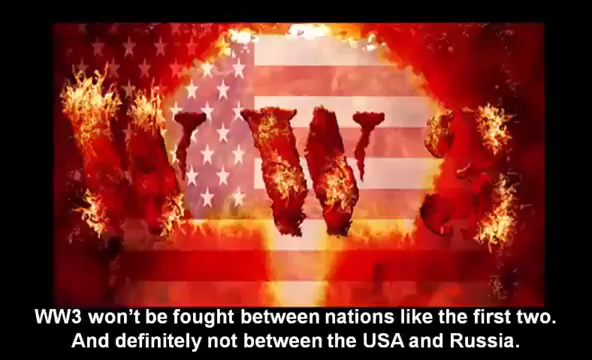 WW3
WW3 won't be fought between nations like the first two.
And definitely not between the USA and Russia.